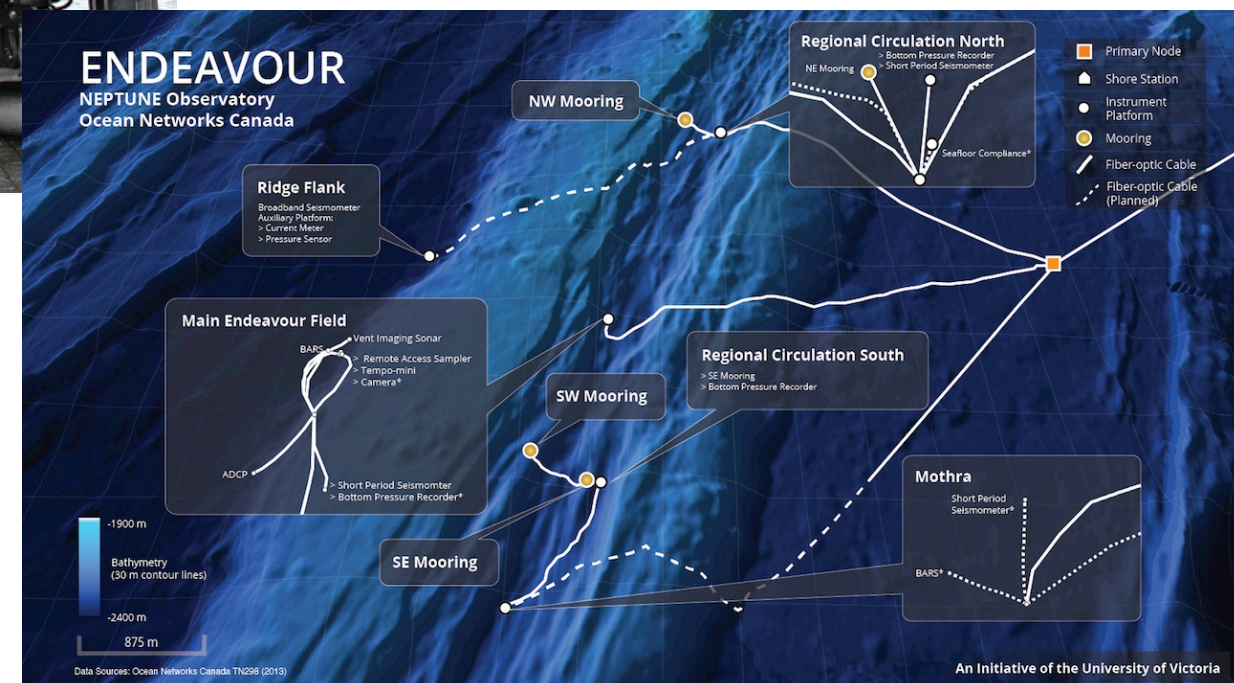 ENDEAVOUR
NEPTUNE Observatory
Ocean Networks Canada
NW Mooring
Regional Circulation North
> Bottom Pressure Recorder
> Short Period Seismometer
NE Mooring
Seafloor Compliance*
Primary Node
Shore Station
Instrument
Platform
Mooring
Fiber-optic Cable
Fiber-optic Cable
(Planned)
Ridge Flank
Broadband Seismometer
Auxiliary Platform:
> Current Meter
> Pressure Sensor
Main Endeavour Field
Vent Imaging Sonar
BARS
> Remote Access Sampler
> Tempo-mini
> Camera*
ADCP
> Short Period Seismomter
> Bottom Pressure Recorder*
Regional Circulation South
> SE Mooring
> Bottom Pressure Recorder
SW Mooring
SE Mooring
Mothra
Short Period
Seismometer*
BARS*
-1900 m
Bathymetry
(30 m contour lines)
-2400 m
875 m
Data Sources: Ocean Networks Canada TN298 (2013)
An Initiative of the University of Victoria